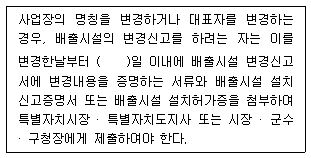 사업장의 명칭을 변경하거나 대표자를 변경하는
경우, 배출시설의 변경신고를 하려는 자는 이를
변경한날부터 (    )일 이내에 배출시설 변경신고
서에 변경내용을 증명하는 서류와 배출시설 설치
신고증명서 또는 배출시설 설치허가증을 첨부하여
특별자치시장 · 특별자치도지사 또는 시장 · 군수
· 구청장에게 제출하여야 한다.